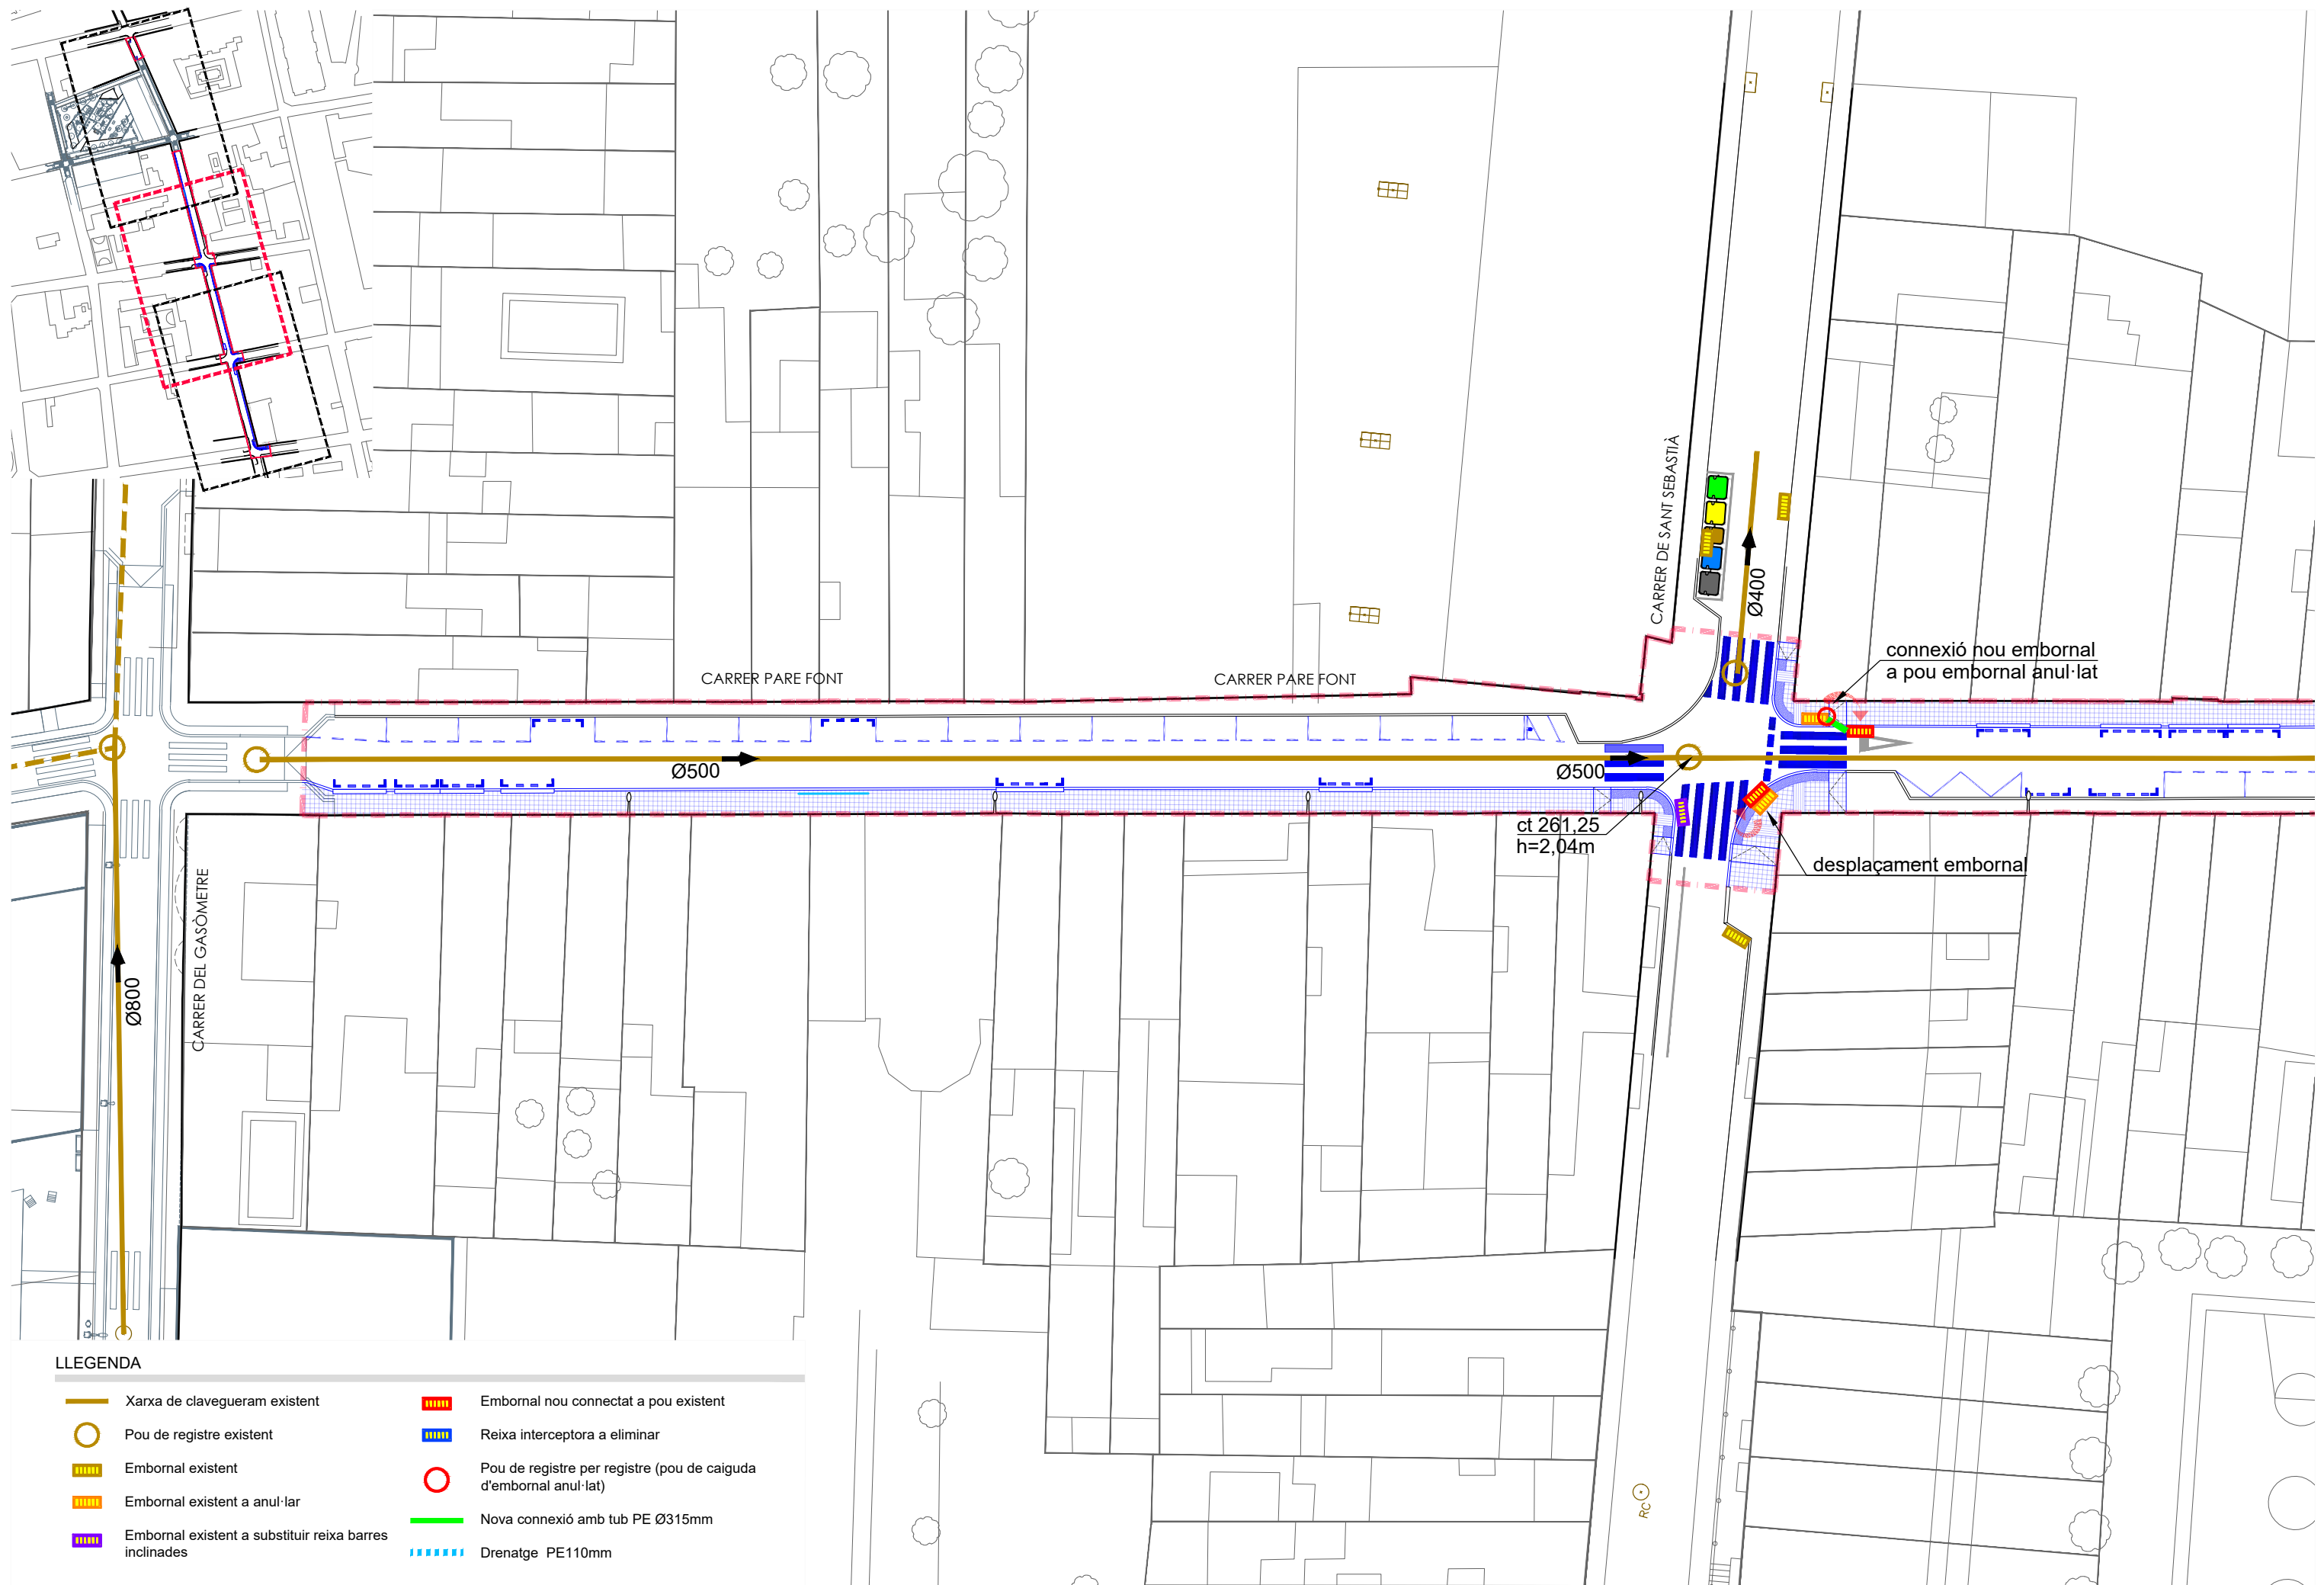 CARRER DE SANT SEBASTIÀ
Ø400
connexió nou embornal
a pou embornal anul·lat
CARRER PARE FONT
CARRER PARE FONT
Ø500
Ø500
ct 261,25
h=2,04m
desplaçament embornal
CARRER DEL GASÒMETRE
Ø800
RC
LLEGENDA
Xarxa de clavegueram existent
Pou de registre existent
Embornal existent
Embornal existent a anul·lar
Embornal existent a substituir reixa barres
inclinades
Embornal nou connectat a pou existent
Reixa interceptora a eliminar
Pou de registre per registre (pou de caiguda
d'embornal anul·lat)
Nova connexió amb tub PE Ø315mm
Drenatge PE110mm